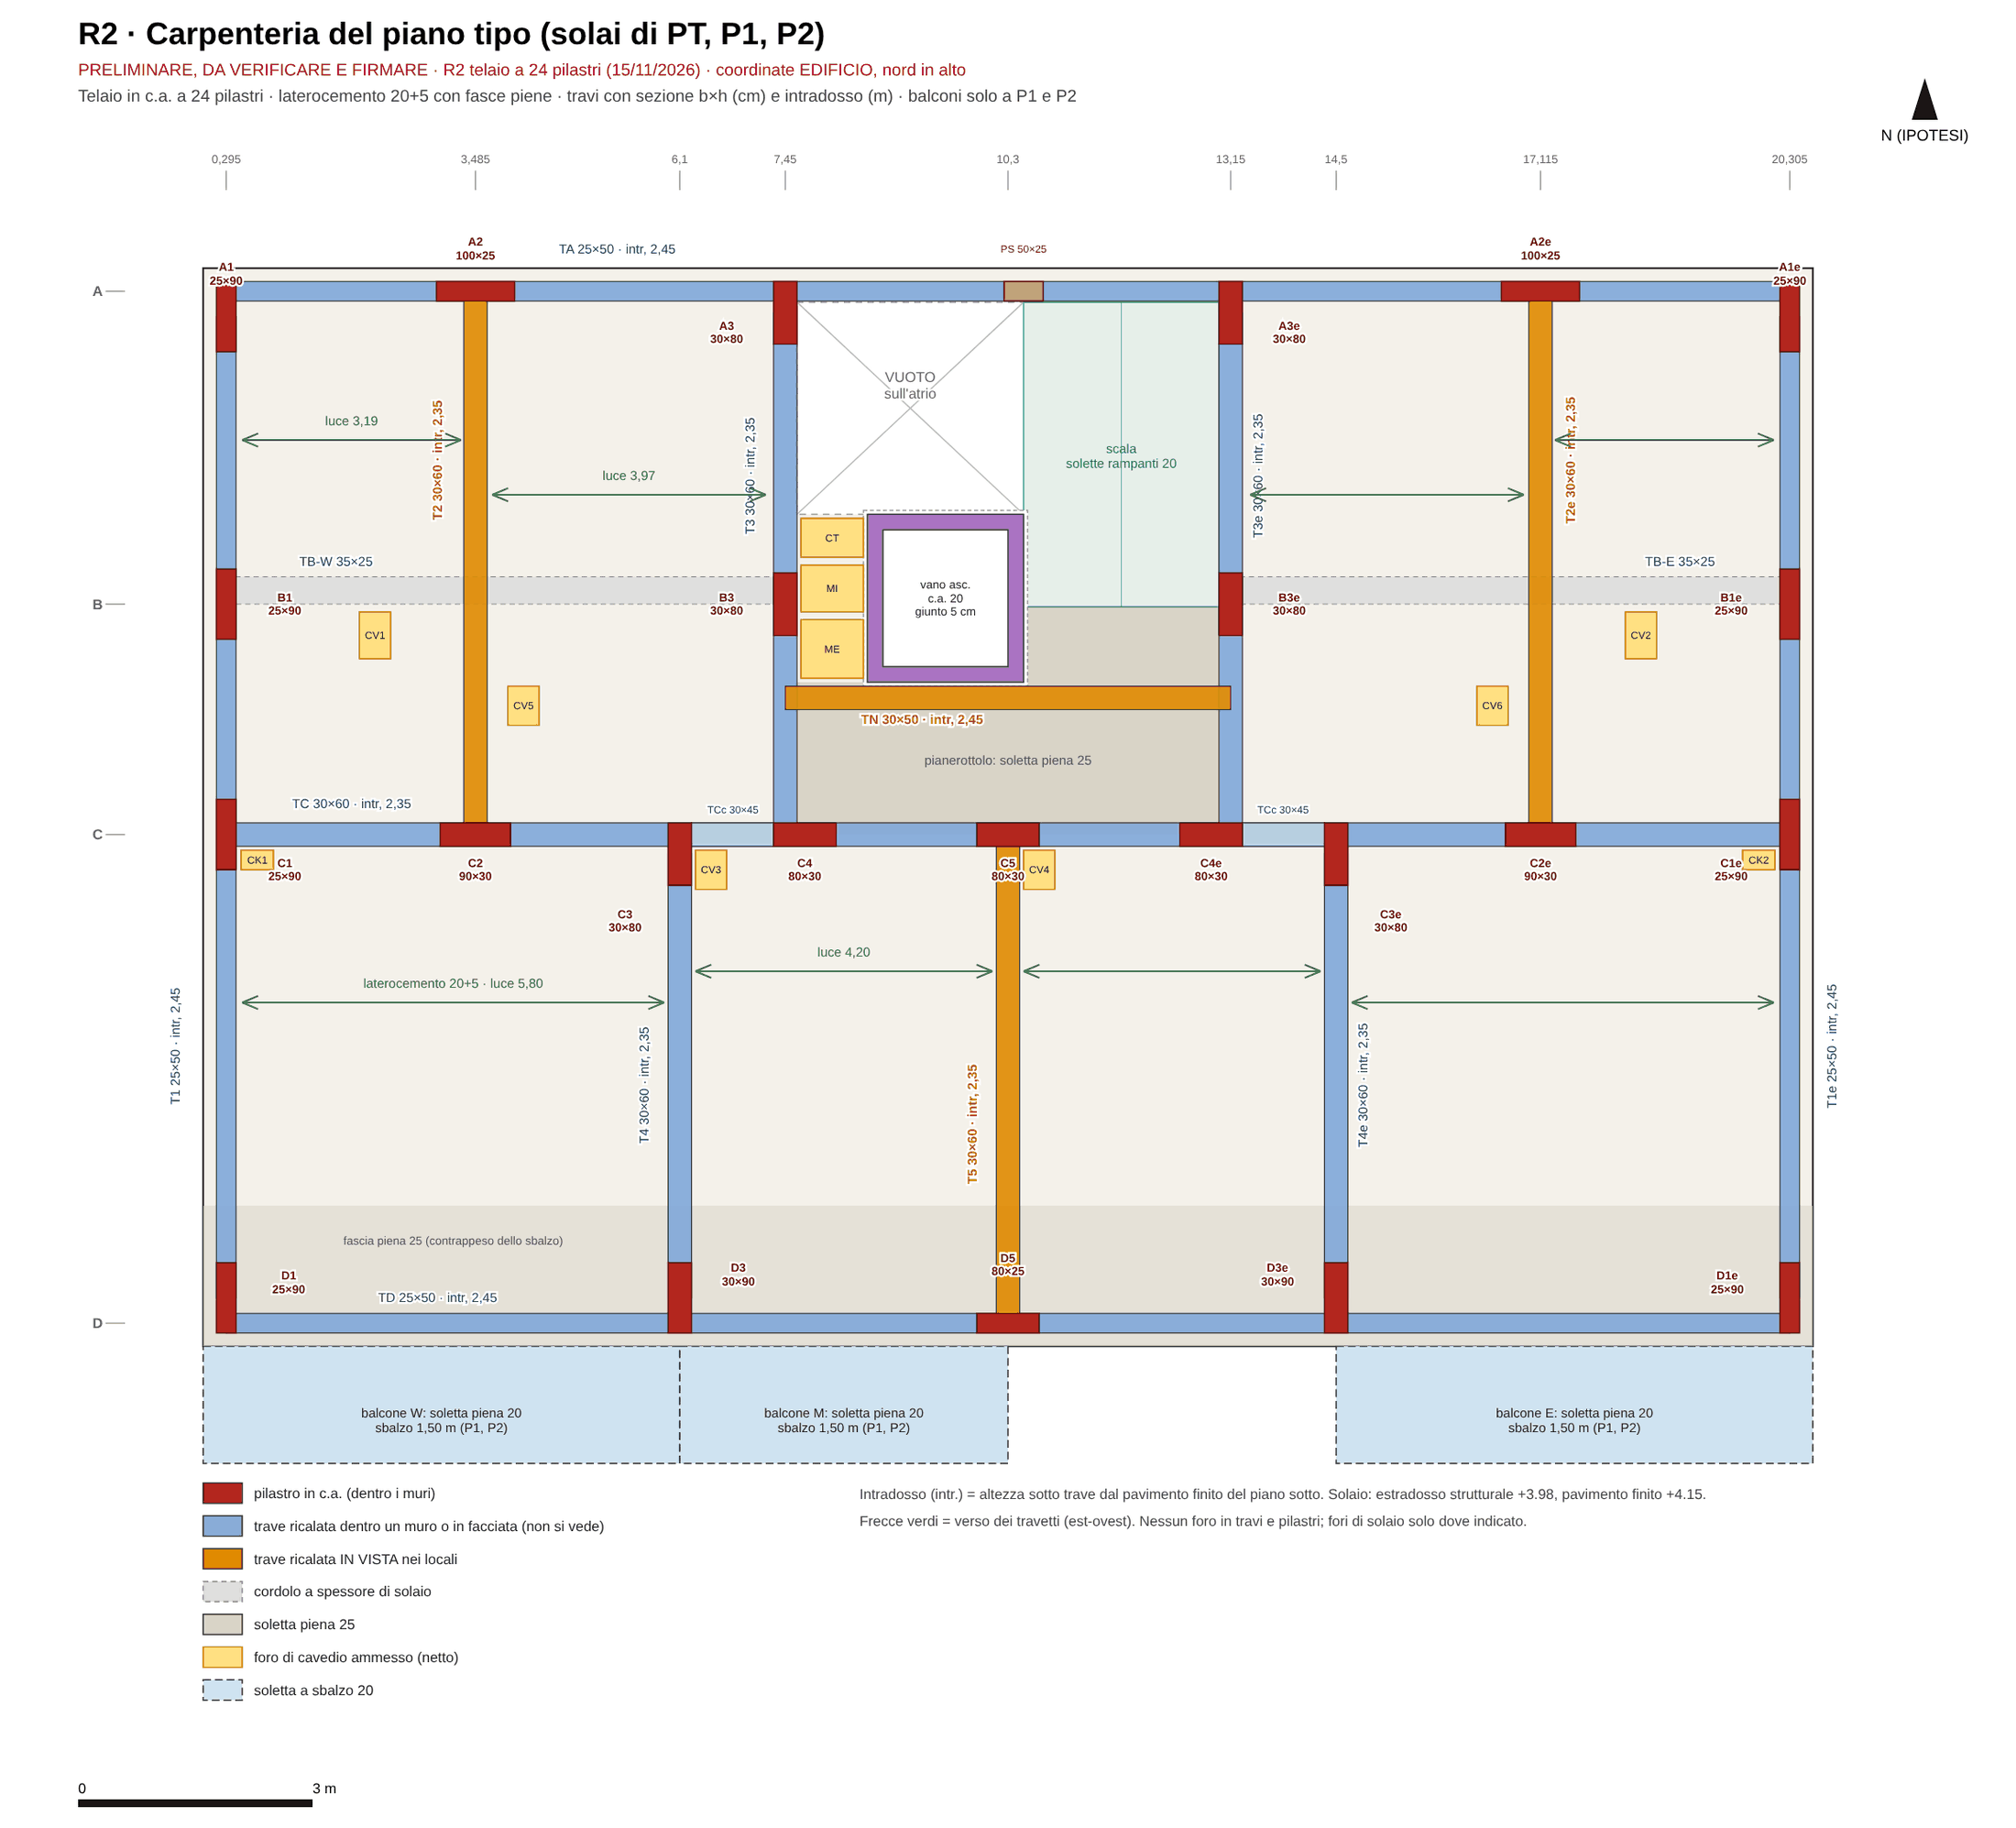 R2 · Carpenteria del piano tipo (solai di PT, P1, P2)
PRELIMINARE, DA VERIFICARE E FIRMARE · R2 telaio a 24 pilastri (15/11/2026) · coordinate EDIFICIO, nord in alto
Telaio in c.a. a 24 pilastri · laterocemento 20+5 con fasce piene · travi con sezione b×h (cm) e intradosso (m) · balconi solo a P1 e P2
N (IPOTESI)
0,295
3,485
6,1
7,45
10,3
13,15
14,5
17,115
20,305
A2
100×25
TA 25×50 · intr, 2,45
PS 50×25
A2e
100×25
A1
25×90
A1e
25×90
A
A3
30×80
A3e
30×80
VUOTO
sull'atrio
luce 3,19
T2 30×60 · intr, 2,35
luce 3,97
T3 30×60 · intr, 2,35
scala
solette rampanti 20
T3e 30×60 · intr, 2,35
T2e 30×60 · intr, 2,35
CT
TB-W 35×25
TB-E 35×25
MI
vano asc.
c.a. 20
giunto 5 cm
B
B1
25×90
B3
30×80
B3e
30×80
B1e
25×90
CV1
ME
CV2
CV5
CV6
TN 30×50 · intr, 2,45
pianerottolo: soletta piena 25
TC 30×60 · intr, 2,35
TCc 30×45
TCc 30×45
C
CK1
C1
25×90
C2
90×30
CV3
C4
80×30
C5
80×30
CV4
C4e
80×30
C2e
90×30
C1e
25×90
CK2
C3
30×80
C3e
30×80
luce 4,20
laterocemento 20+5 · luce 5,80
T1 25×50 · intr, 2,45
T4 30×60 · intr, 2,35
T5 30×60 · intr, 2,35
T4e 30×60 · intr, 2,35
T1e 25×50 · intr, 2,45
fascia piena 25 (contrappeso dello sbalzo)
D1
25×90
D3
30×90
D5
80×25
D3e
30×90
D1e
25×90
TD 25×50 · intr, 2,45
D
balcone W: soletta piena 20
sbalzo 1,50 m (P1, P2)
balcone M: soletta piena 20
sbalzo 1,50 m (P1, P2)
balcone E: soletta piena 20
sbalzo 1,50 m (P1, P2)
pilastro in c.a. (dentro i muri)
trave ricalata dentro un muro o in facciata (non si vede)
trave ricalata IN VISTA nei locali
cordolo a spessore di solaio
soletta piena 25
foro di cavedio ammesso (netto)
soletta a sbalzo 20
Intradosso (intr.) = altezza sotto trave dal pavimento finito del piano sotto. Solaio: estradosso strutturale +3.98, pavimento finito +4.15.
Frecce verdi = verso dei travetti (est-ovest). Nessun foro in travi e pilastri; fori di solaio solo dove indicato.
0
3 m